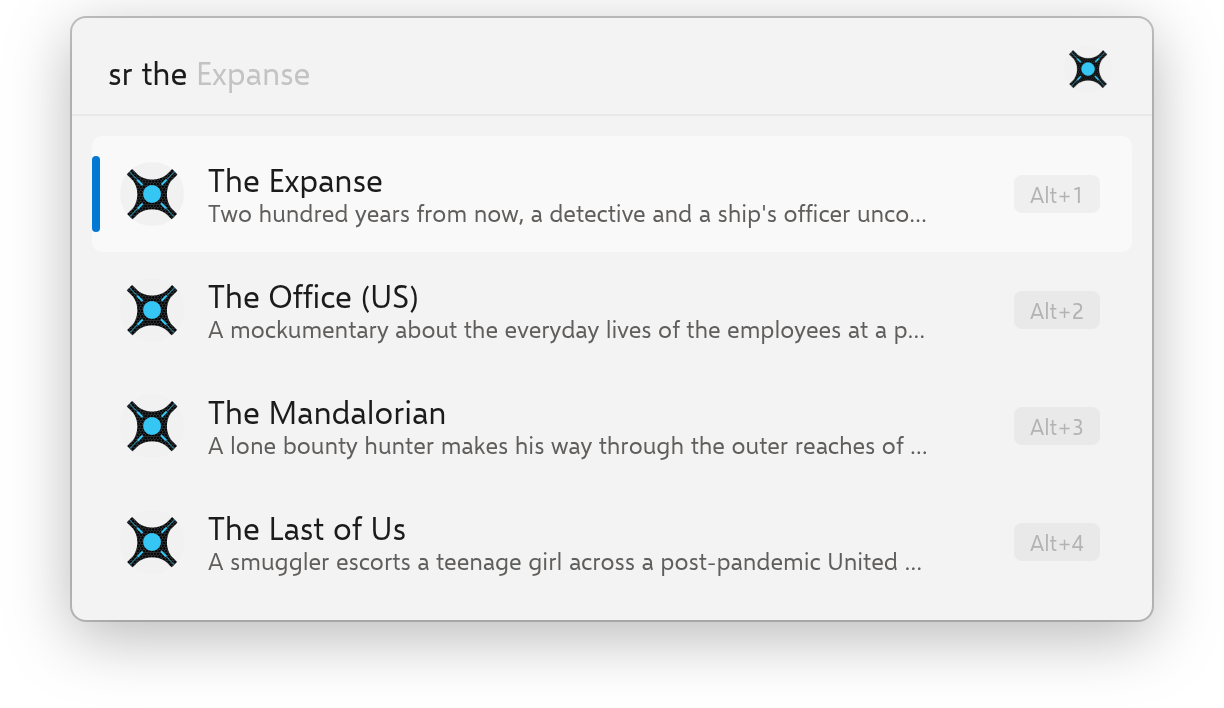 sr the Expanse
The Expanse
Two hundred years from now, a detective and a ship's officer unco...
Alt+1
The Office (US)
A mockumentary about the everyday lives of the employees at a p...
Alt+2
The Mandalorian
A lone bounty hunter makes his way through the outer reaches of ...
Alt+3
The Last of Us
A smuggler escorts a teenage girl across a post-pandemic United ...
Alt+4